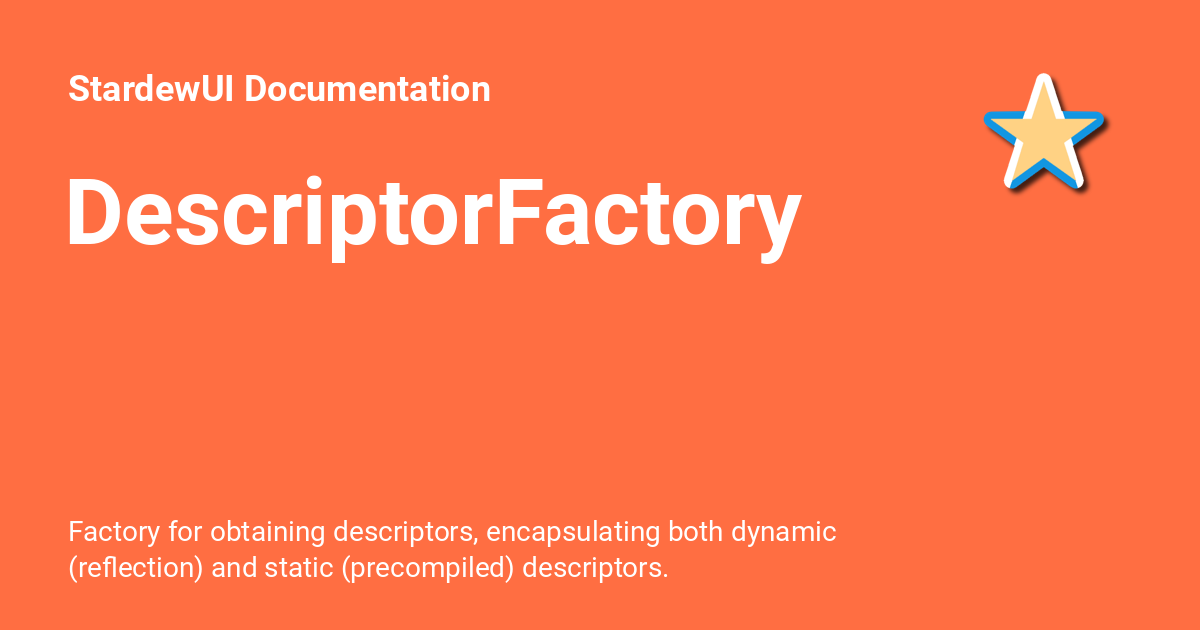 StardewUI Documentation
DescriptorFactory
Factory for obtaining descriptors, encapsulating both dynamic
(reflection) and static (precompiled) descriptors.